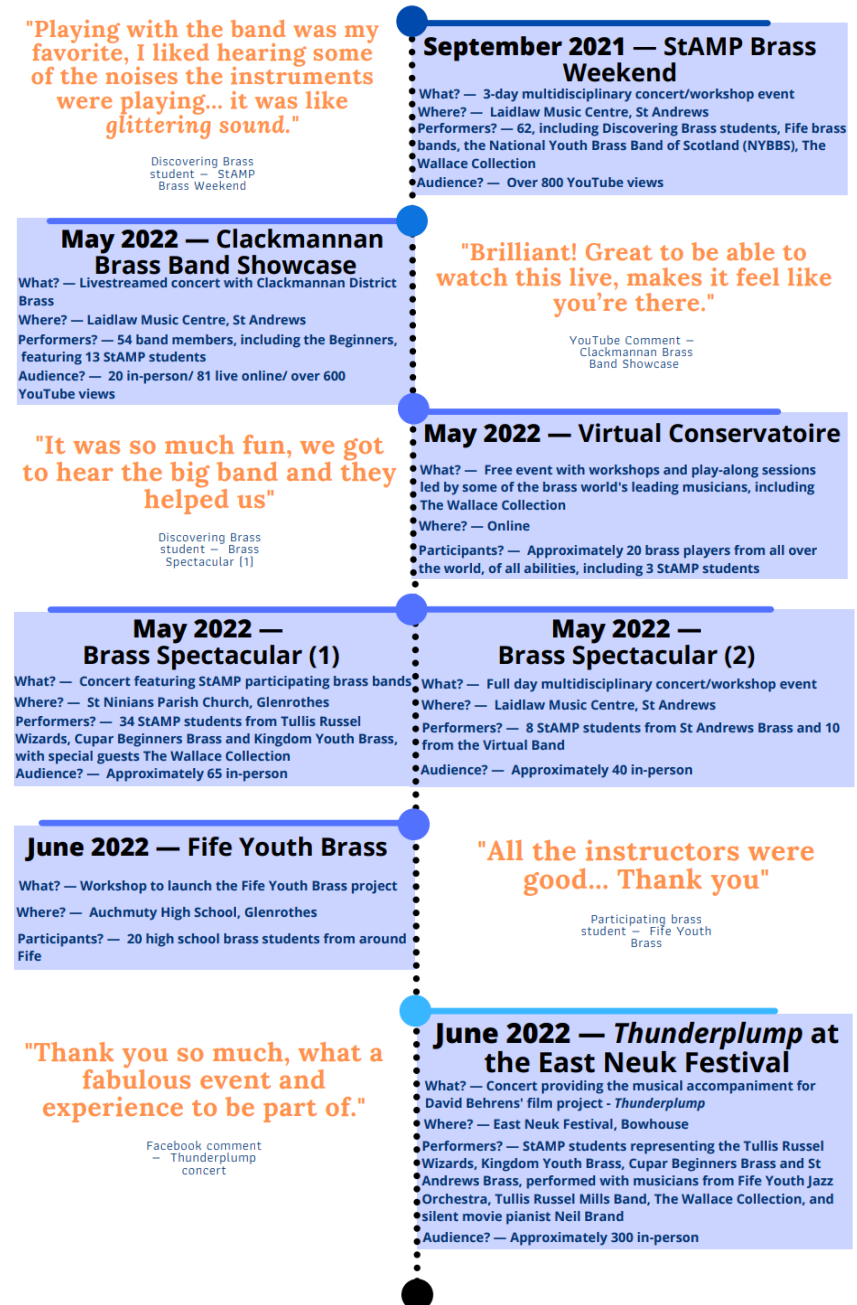 "Playing with the band was my
favorite, I liked hearing some
of the noises the instruments
were playing... it was like
glittering sound."
Discovering Brass
student — StAMP
Brass Weekend
September 2021 — StAMP Brass
Weekend
What? — 3-day multidisciplinary concert/workshop event
Where? — Laidlaw Music Centre, St Andrews
Performers? — 62, including Discovering Brass students, Fife brass
bands, the National Youth Brass Band of Scotland (NYBBS), The
Wallace Collection
Audience? — Over 800 YouTube views
May 2022 — Clackmannan
Brass Band Showcase
What? — Livestreamed concert with Clackmannan District
Brass
Where? — Laidlaw Music Centre, St Andrews
Performers? — 54 band members, including the Beginners,
featuring 13 StAMP students
Audience? — 20 in-person/ 81 live online/ over 600
YouTube views
"Brilliant! Great to be able to
watch this live, makes it feel like
you're there."
YouTube Comment —
Clackmannan Brass
Band Showcase
May 2022 — Virtual Conservatoire
What? — Free event with workshops and play-along sessions
led by some of the brass world's leading musicians, including
The Wallace Collection
Where? — Online
Participants? — Approximately 20 brass players from all over
the world, of all abilities, including 3 StAMP students
"It was so much fun, we got
to hear the big band and they
helped us"
Discovering Brass
student — Brass
Spectacular [1]
May 2022 —
Brass Spectacular (1)
What? — Concert featuring StAMP participating brass bands
Where? — St Ninians Parish Church, Glenrothes
Performers? — 34 StAMP students from Tullis Russel
Wizards, Cupar Beginners Brass and Kingdom Youth Brass,
with special guests The Wallace Collection
Audience? — Approximately 65 in-person
May 2022 —
Brass Spectacular (2)
What? — Full day multidisciplinary concert/workshop event
Where? — Laidlaw Music Centre, St Andrews
Performers? — 8 StAMP students from St Andrews Brass and 10
from the Virtual Band
Audience? — Approximately 40 in-person
June 2022 — Fife Youth Brass
What? — Workshop to launch the Fife Youth Brass project
Where? — Auchmuty High School, Glenrothes
Participants? — 20 high school brass students from around
Fife
"All the instructors were
good... Thank you"
Participating brass
student — Fife Youth
Brass
"Thank you so much, what a
fabulous event and
experience to be part of."
Facebook comment
— Thunderplump
concert
June 2022 — Thunderplump at
the East Neuk Festival
What? — Concert providing the musical accompaniment for
David Behrens' film project - Thunderplump
Where? — East Neuk Festival, Bowhouse
Performers? — StAMP students representing the Tullis Russel
Wizards, Kingdom Youth Brass, Cupar Beginners Brass and St
Andrews Brass, performed with musicians from Fife Youth Jazz
Orchestra, Tullis Russel Mills Band, The Wallace Collection, and
silent movie pianist Neil Brand
Audience? — Approximately 300 in-person